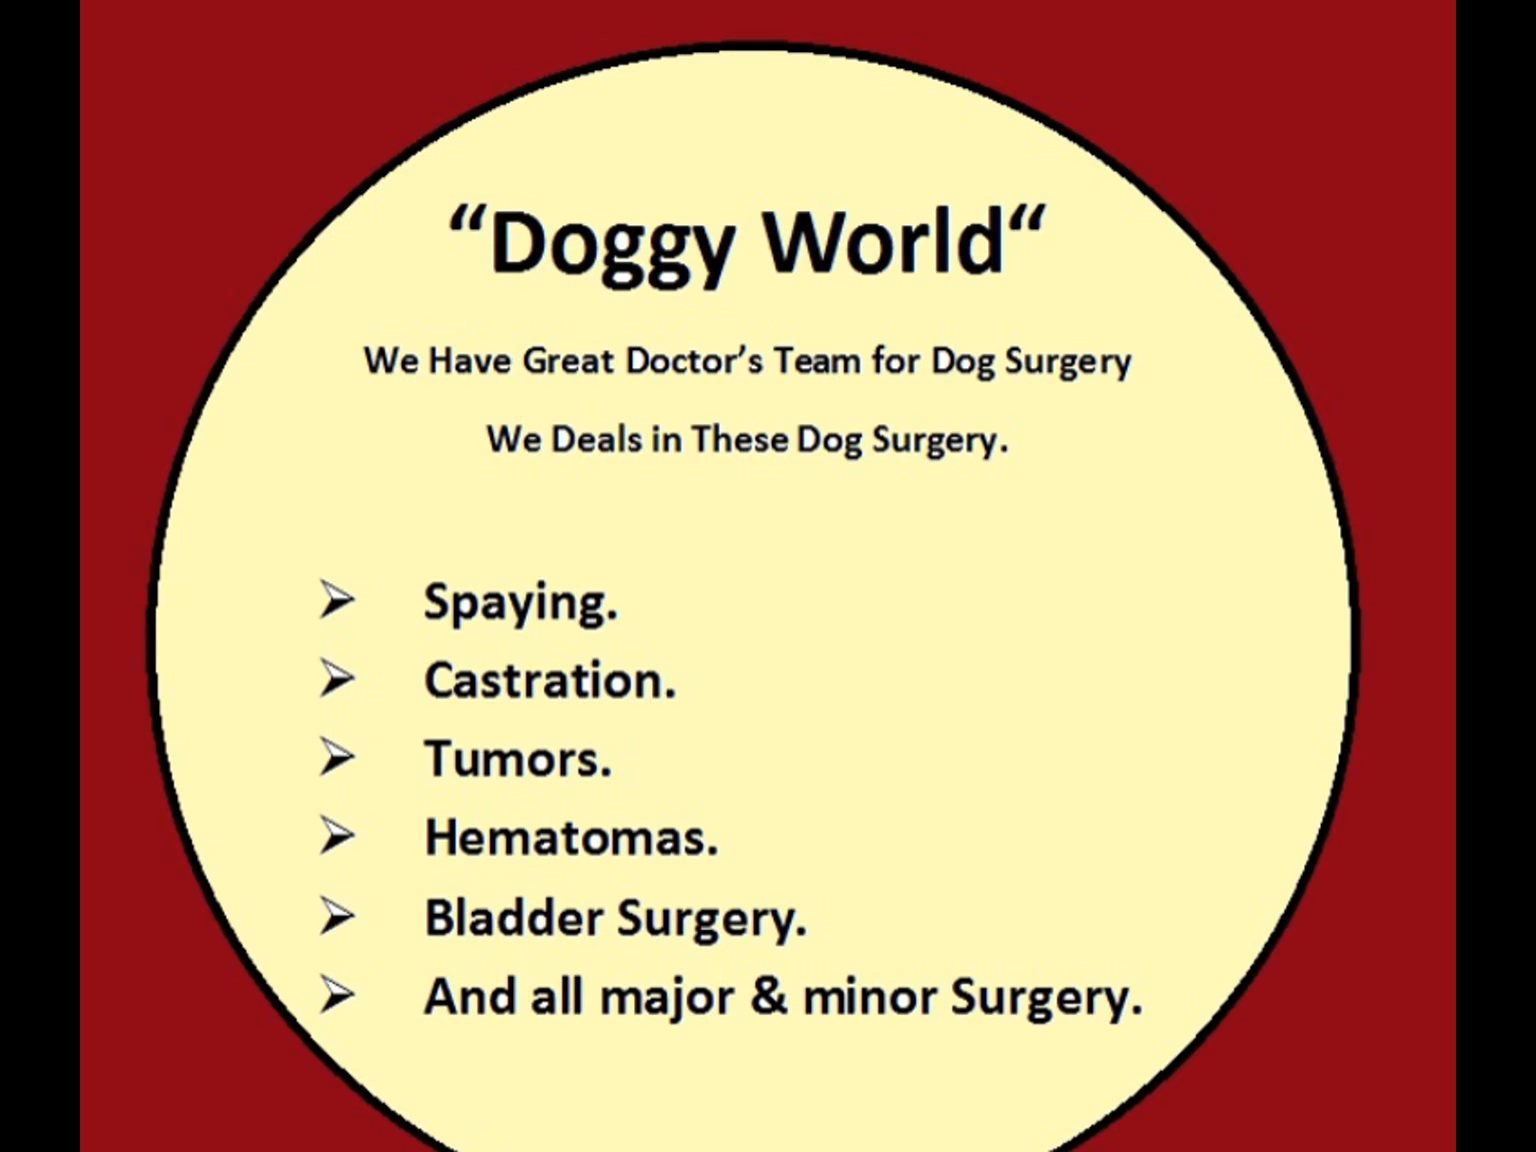 “Doggy World“
We Have Great Doctor’s Team for Dog Surgery
We Deals in These Dog Surgery.
➢ Spaying.
➢ Castration.
➢ Tumors.
➢ Hematomas.
➢ Bladder Surgery.
➢ And all major & minor Surgery.